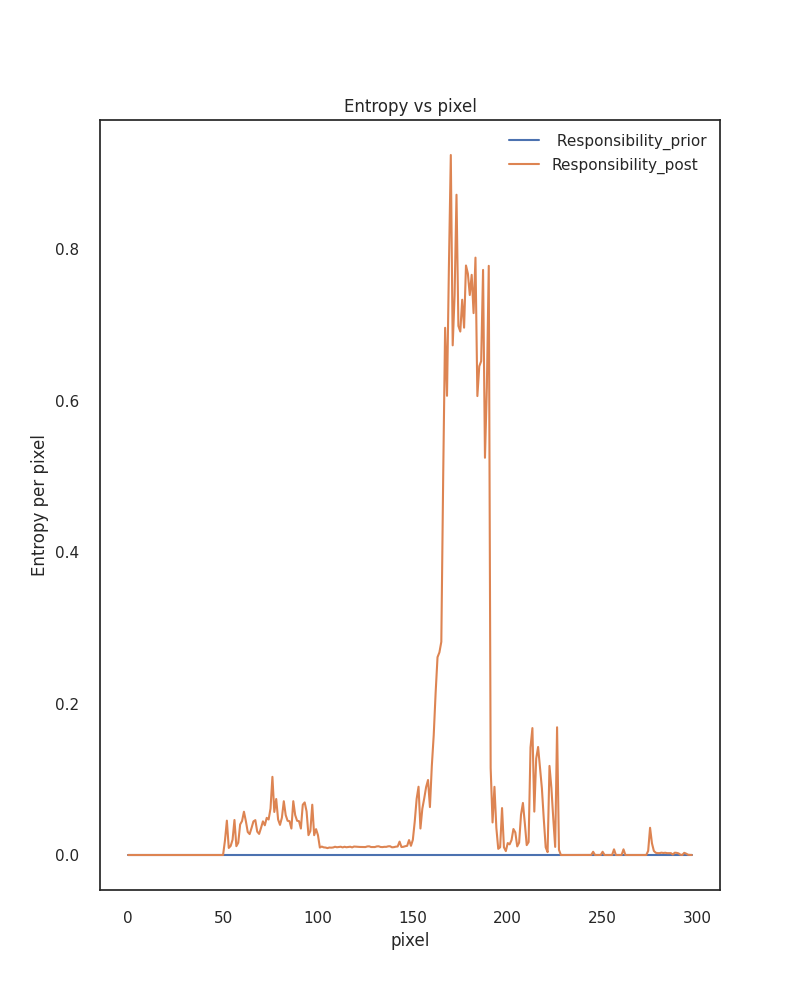 Entropy vs pixel
Responsibility_prior
Responsibility_post
Entropy per pixel
0.8
0.6
0.4
0.2
0.0
0 50 100 150 200 250 300
pixel